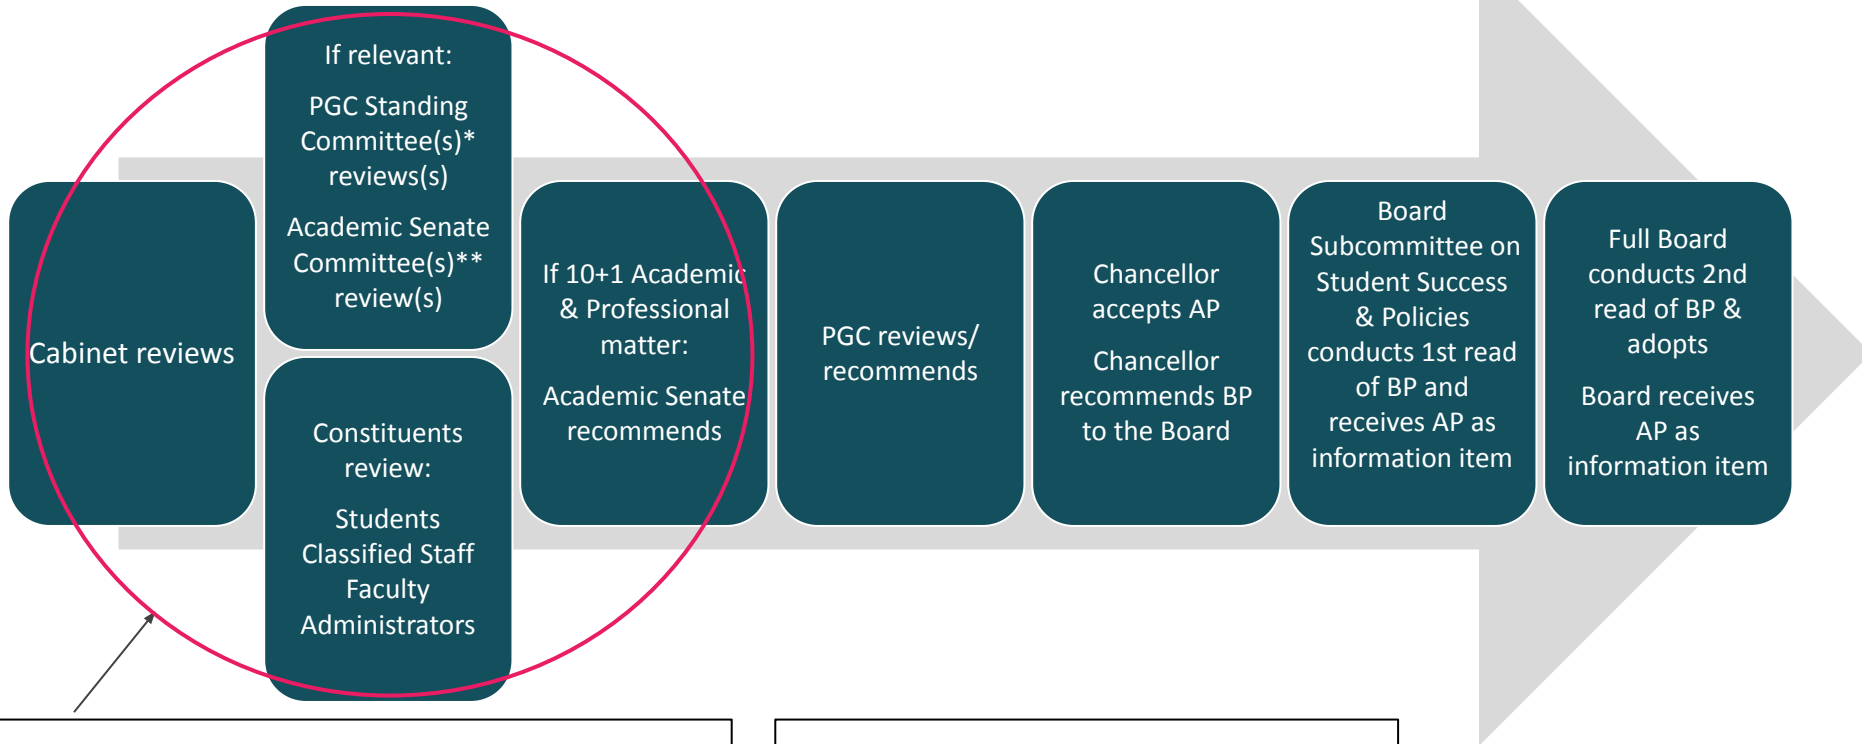 Cabinet reviews
If relevant:
PGC Standing
Committee(s)*
reviews(s)
Academic Senate
Committee(s)**
review(s)
Constituents
review:
Students
Classified Staff
Faculty
Administrators
If 10+1 Academic
& Professional
matter:
Academic Senate
recommends
PGC reviews/
recommends
Chancellor
accepts AP
Chancellor
recommends BP
to the Board
Board
Subcommittee on
Student Success
& Policies
conducts 1st read
of BP and
receives AP as
information item
Full Board
conducts 2nd
read of BP &
adopts
Board receives
AP as
information item